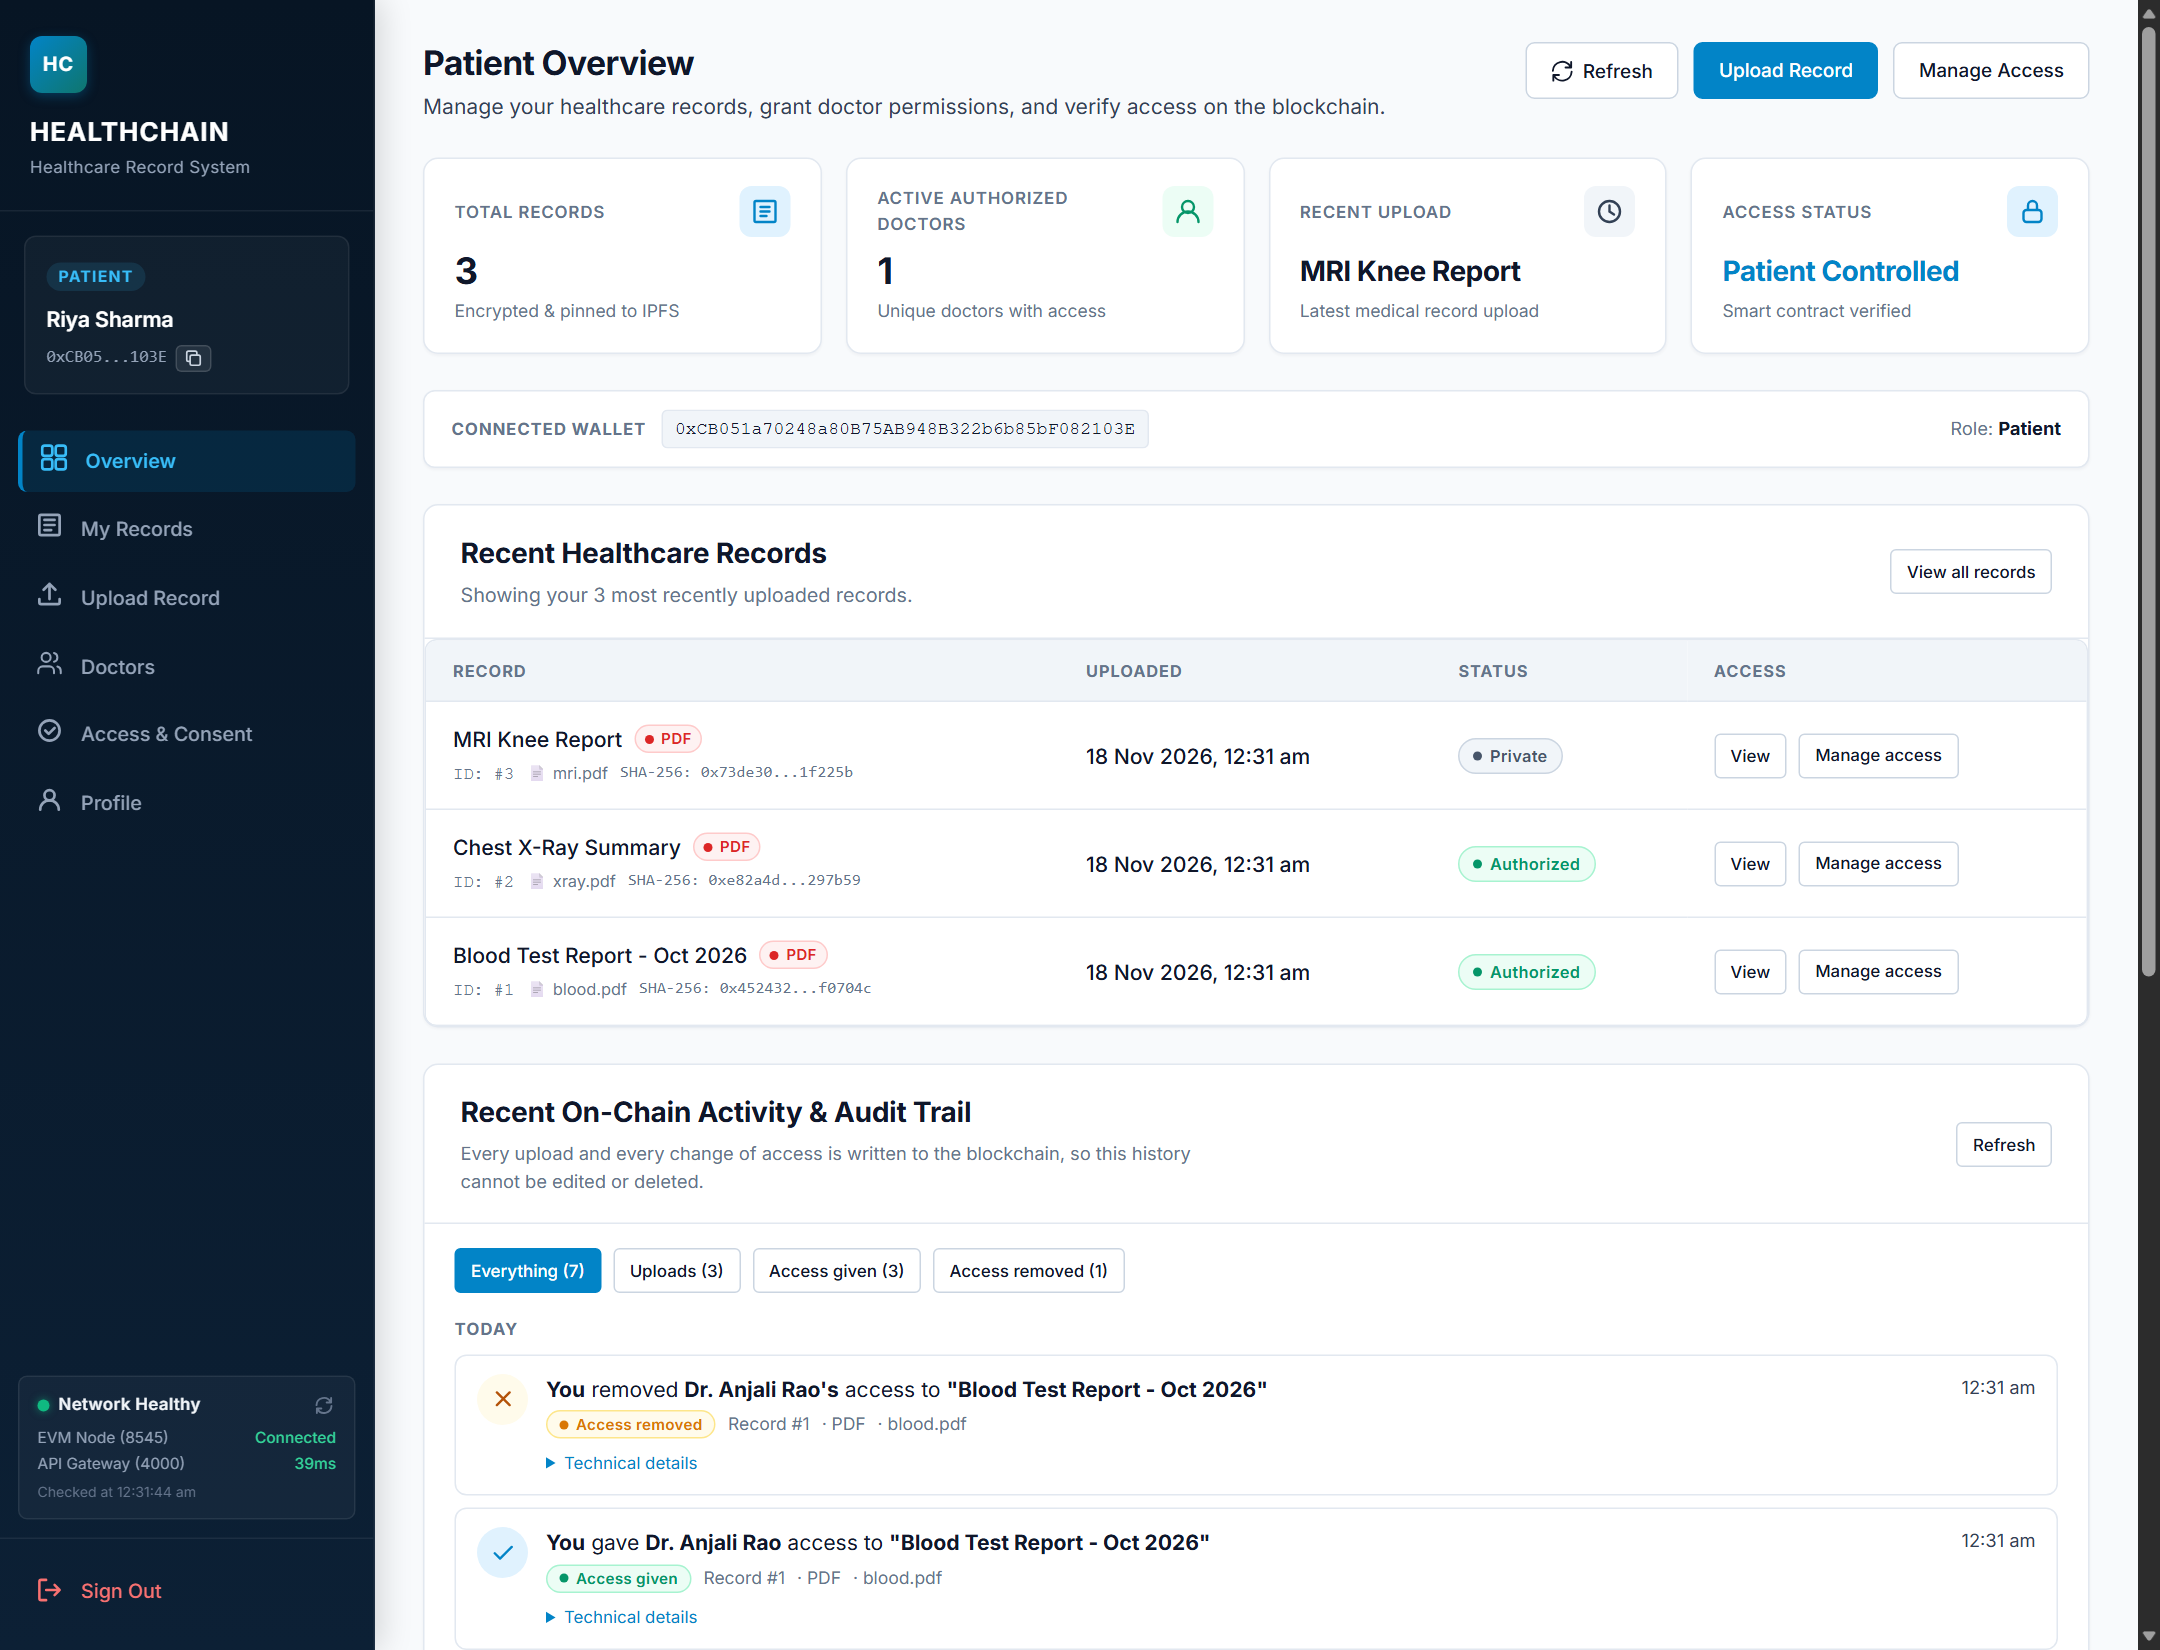 HC
HEALTHCHAIN
Healthcare Record System
PATIENT
Riya Sharma
0xCB05...103E
Overview
My Records
Upload Record
Doctors
Access & Consent
Profile
Network Healthy
EVM Node (8545) Connected
API Gateway (4000) 39ms
Checked at 12:31:44 am
Sign Out
Patient Overview
Manage your healthcare records, grant doctor permissions, and verify access on the blockchain.
Refresh
Upload Record
Manage Access
TOTAL RECORDS
3
Encrypted & pinned to IPFS
ACTIVE AUTHORIZED
DOCTORS
1
Unique doctors with access
RECENT UPLOAD
MRI Knee Report
Latest medical record upload
ACCESS STATUS
Patient Controlled
Smart contract verified
CONNECTED WALLET 0xCB051a70248a80B75AB948B322b6b85bF082103E Role: Patient
Recent Healthcare Records
Showing your 3 most recently uploaded records.
View all records
RECORD UPLOADED STATUS ACCESS
MRI Knee Report PDF
ID: #3 mri.pdf SHA-256: 0x73de30...1f225b
18 Nov 2026, 12:31 am Private View Manage access
Chest X-Ray Summary PDF
ID: #2 xray.pdf SHA-256: 0xe82a4d...297b59
18 Nov 2026, 12:31 am Authorized View Manage access
Blood Test Report - Oct 2026 PDF
ID: #1 blood.pdf SHA-256: 0x452432...f0704c
18 Nov 2026, 12:31 am Authorized View Manage access
Recent On-Chain Activity & Audit Trail
Every upload and every change of access is written to the blockchain, so this history
cannot be edited or deleted.
Refresh
Everything (7) Uploads (3) Access given (3) Access removed (1)
TODAY
You removed Dr. Anjali Rao's access to "Blood Test Report - Oct 2026" 12:31 am
Access removed Record #1 · PDF · blood.pdf
Technical details
You gave Dr. Anjali Rao access to "Blood Test Report - Oct 2026" 12:31 am
Access given Record #1 · PDF · blood.pdf
Technical details